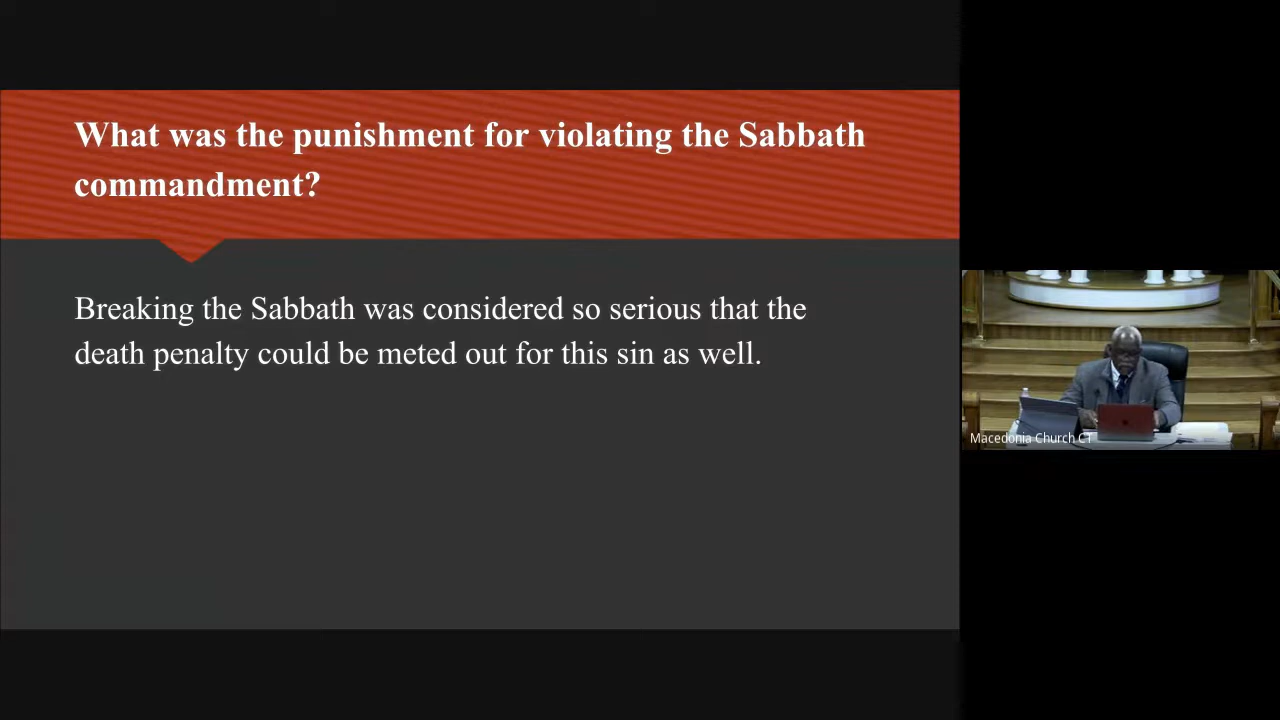 What was the punishment for violating the Sabbath
commandment?
Breaking the Sabbath was considered so serious that the
death penalty could be meted out for this sin as well.
Macedonia Church CT